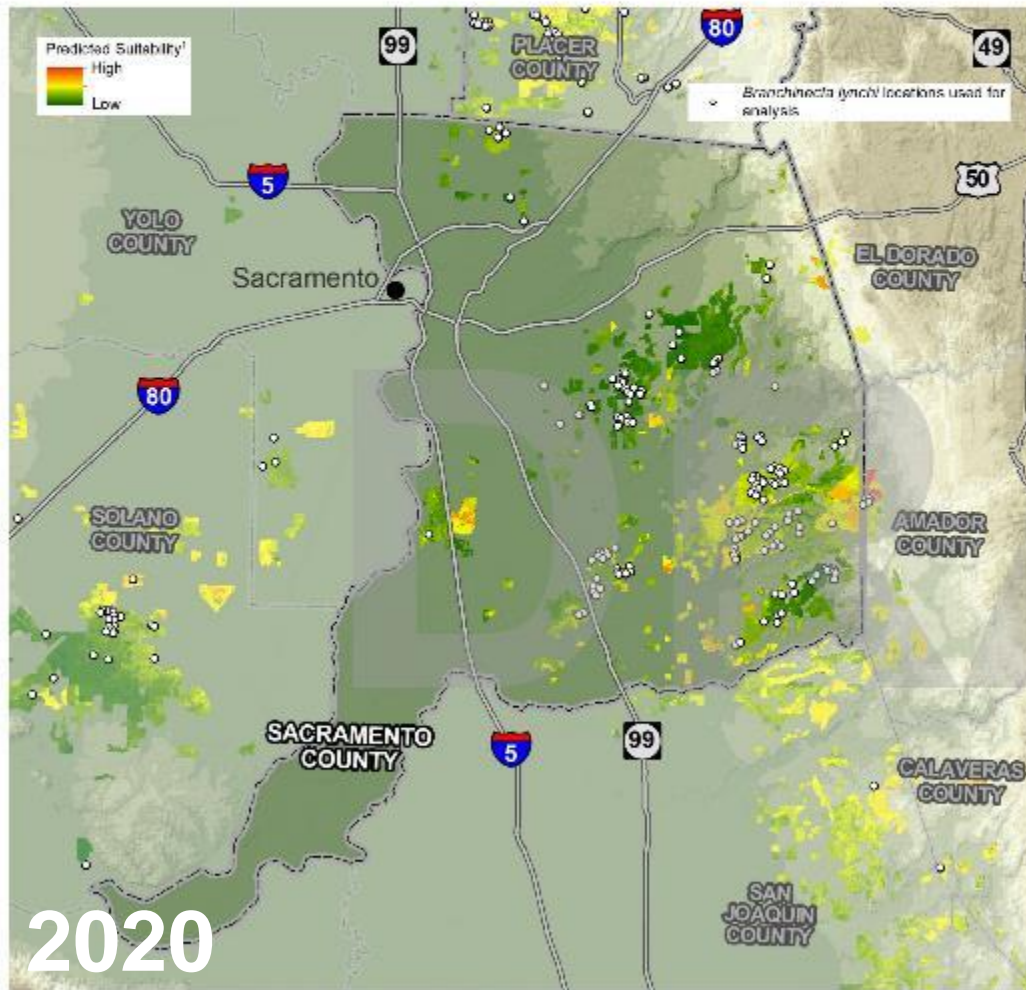 Predicted Suitability¹
High
Low
99
PLACER
COUNTY
80
49
Branchinecta lynchi locations used for
analysis
5
50
YOLO
COUNTY
EL DORADO
COUNTY
Sacramento
80
SOLANO
COUNTY
AMADOR
COUNTY
SACRAMENTO
COUNTY
5
99
CALAVERAS
COUNTY
SAN
JOAQUIN
COUNTY
2020